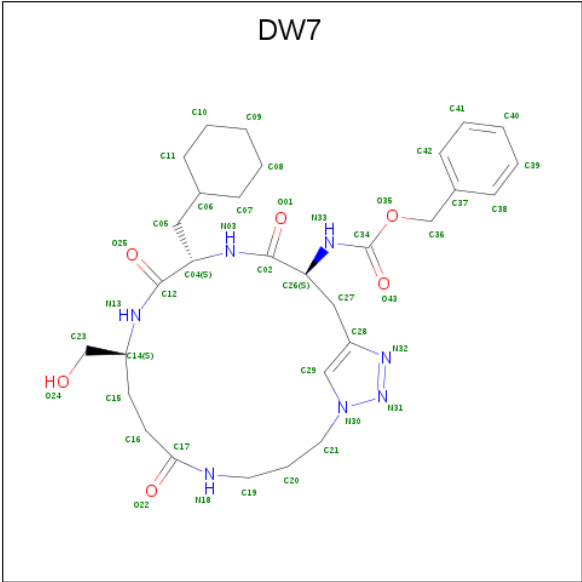 DW7
C10
C09
C41
C40
C11
C42
C08
C39
C06
O35
C07
O01
C37
C05
N33
C38
N03
C34
O25
H
N
C36
N
H
O
O
O
C02
C04(S)
O
O43
N13
C12
C26(S)
C27
HN
C23
C28
N32
C14(S)
N
HO
C29
O24
N
N
N31
C15
N30
C16
C17
C21
N18
O
N
H
C19
C20
O22